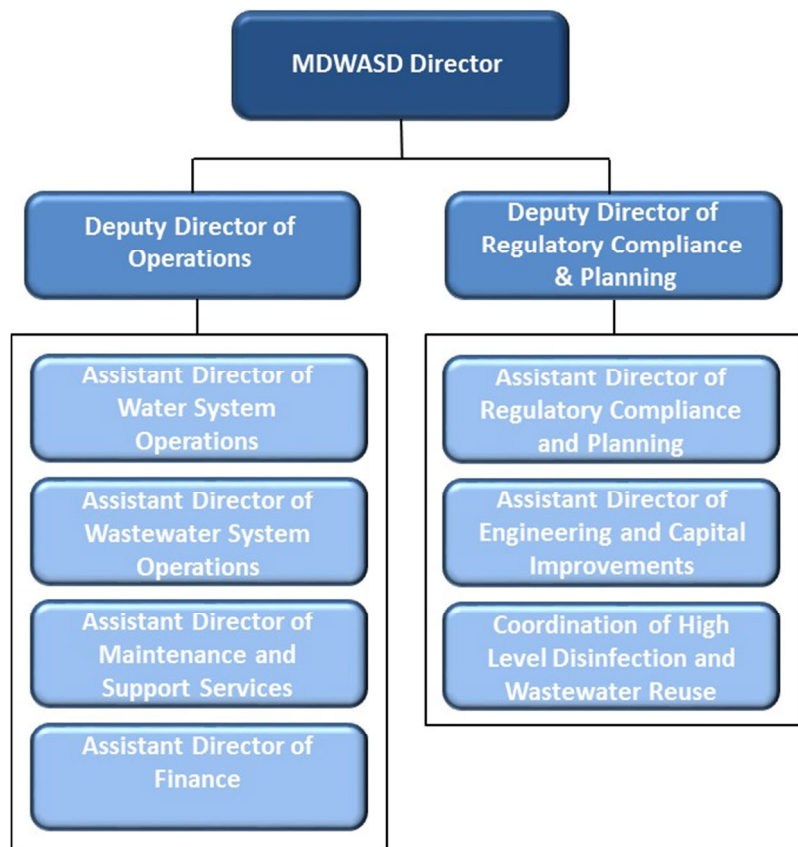 MDWASD Director
Deputy Director of
Operations
Deputy Director of
Regulatory Compliance
& Planning
Assistant Director of
Water System
Operations
Assistant Director of
Wastewater System
Operations
Assistant Director of
Maintenance and
Support Services
Assistant Director of
Finance
Assistant Director of
Regulatory Compliance
and Planning
Assistant Director of
Engineering and Capital
Improvements
Coordination of High
Level Disinfection and
Wastewater Reuse